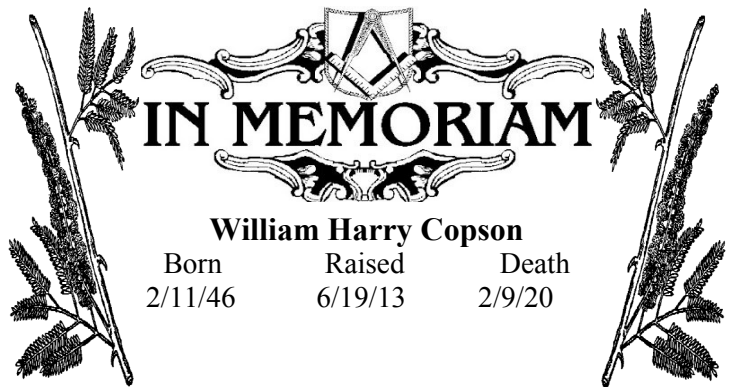 IN MEMORIAM
William Harry Copson
Born Raised Death
2/11/46 6/19/13 2/9/20